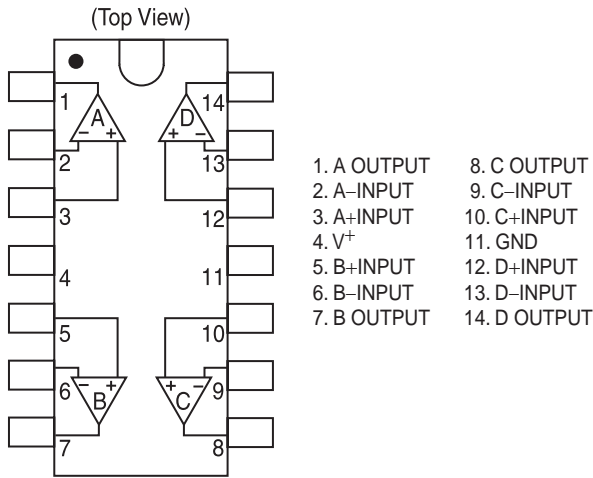 (Top View)
1
14
A
D
− +
+ −
2
13
3
12
4
11
5
10
6
9
− +
+ −
B
C
7
8
1. A OUTPUT
2. A−INPUT
3. A+INPUT
4. V+
5. B+INPUT
6. B−INPUT
7. B OUTPUT
8. C OUTPUT
9. C−INPUT
10. C+INPUT
11. GND
12. D+INPUT
13. D−INPUT
14. D OUTPUT